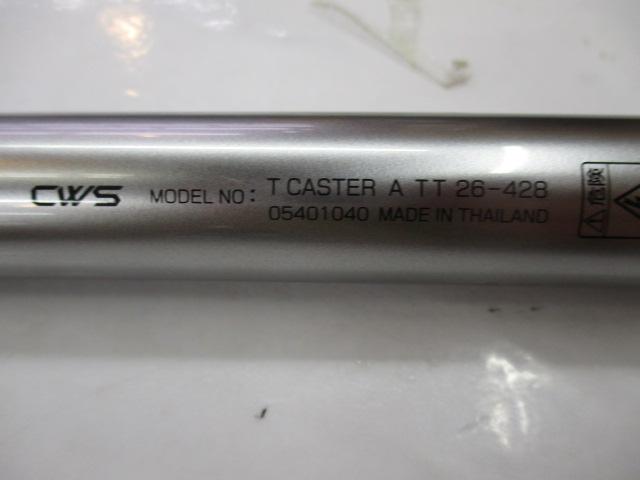 CWS MODEL NO: T CASTER A TT 26-428
05401040 MADE IN THAILAND
⚠危険